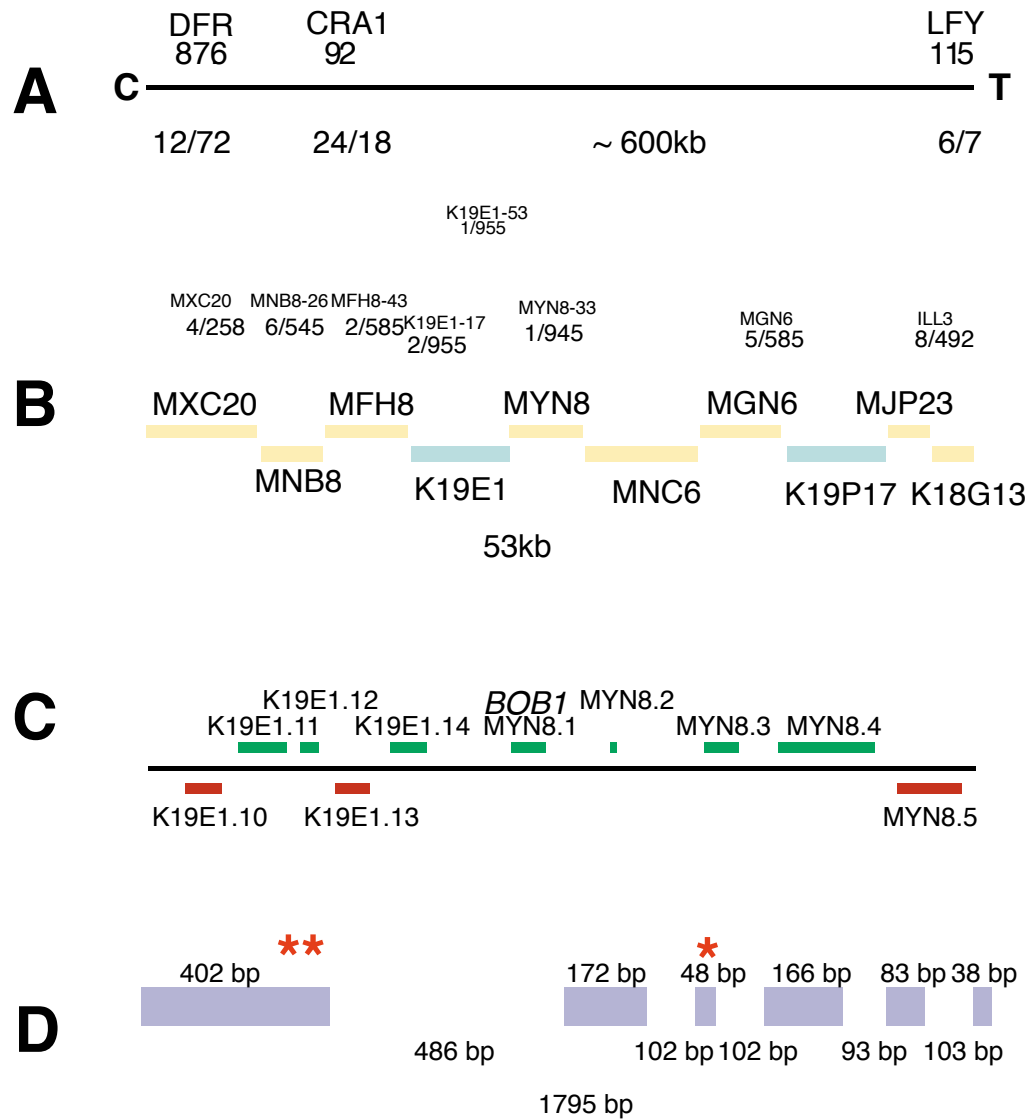 DFR CRA1 LFY
876 92 115
A C T
12/72 24/18 ~ 600kb 6/7
K19E1-53
1/955
MXC20 MNB8-26 MFH8-43 K19E1-17 MYN8-33 MGN6 ILL3
4/258 6/545 2/585 2/955 1/945 5/585 8/492
B
MXC20 MFH8 MYN8 MGN6 MJP23
MNB8 K19E1 MNC6 K19P17 K18G13
53kb
C
K19E1.12 BOB1 MYN8.2
K19E1.11 K19E1.14 MYN8.1 MYN8.3 MYN8.4
K19E1.10 K19E1.13 MYN8.5
** *
402 bp 172 bp 48 bp 166 bp 83 bp 38 bp
D
486 bp 102 bp 102 bp 93 bp 103 bp
1795 bp